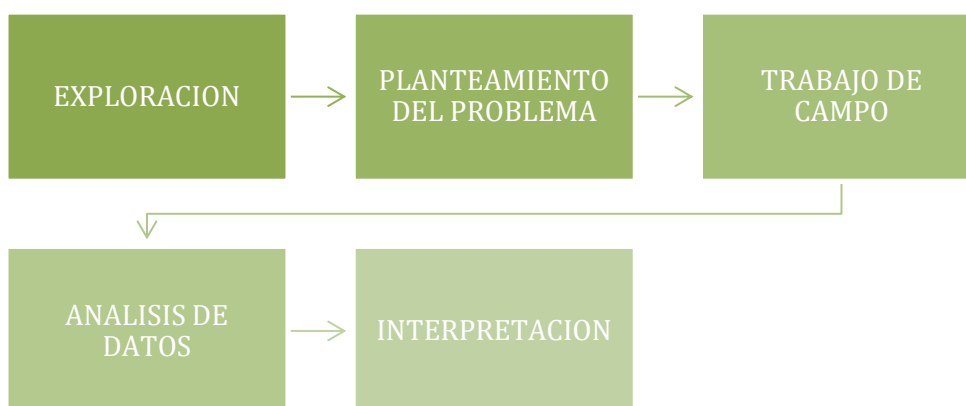 EXPLORACION
PLANTEAMIENTO
DEL PROBLEMA
TRABAJO DE
CAMPO
ANALISIS DE
DATOS
INTERPRETACION